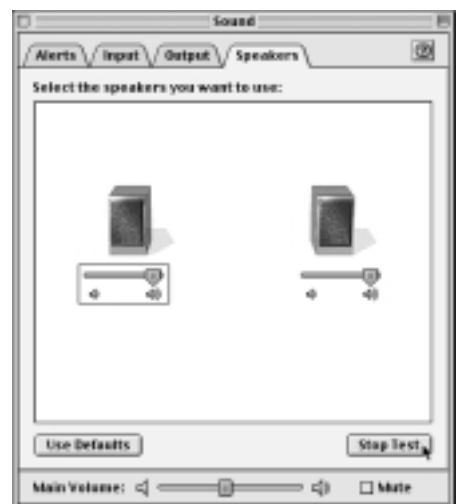 Sound
Alerts Input Output Speakers
Select the speakers you want to use:
Use Defaults Stop Test
Main Volume: Mute